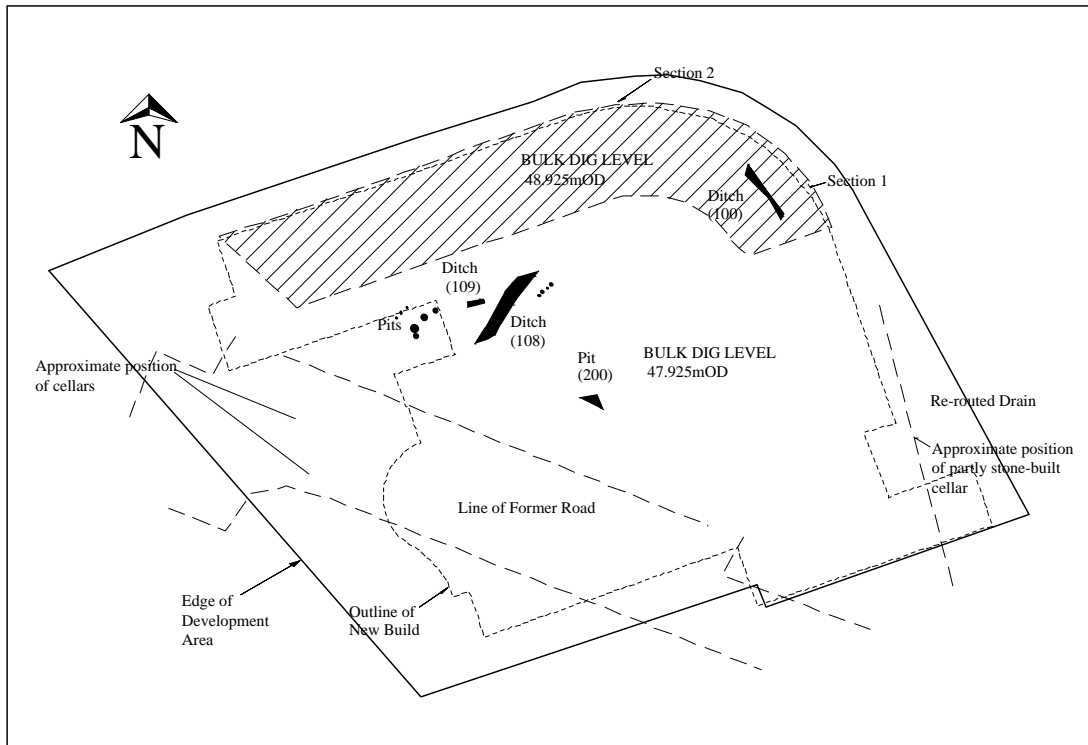 Section 2
N
BULK DIG LEVEL
48.925mOD
Section 1
Ditch
(100)
Ditch
(109)
Pits
Ditch
(108)
Approximate position
of cellars
Pit
(200)
BULK DIG LEVEL
47.925mOD
Re-routed Drain
Approximate position
of partly stone-built
cellar
Line of Former Road
Edge of
Development
Area
Outline of
New Build